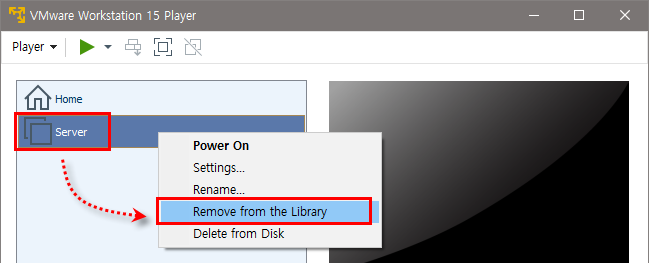 VMware Workstation 15 Player
Player
Home
Server
Power On
Settings...
Rename...
Remove from the Library
Delete from Disk